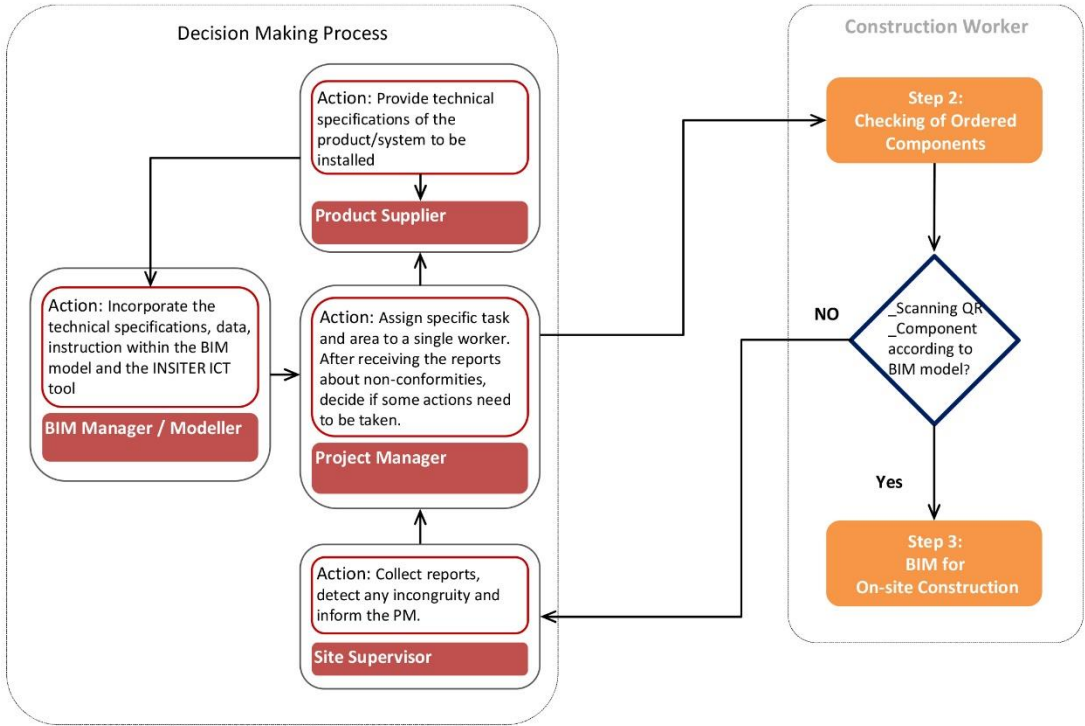 Decision Making Process
Action: Provide technical
specifications of the
product/system to be
installed
Product Supplier
Action: Incorporate the
technical specifications, data,
instruction within the BIM
model and the INSITER ICT
tool
BIM Manager / Modeller
Action: Assign specific task
and area to a single worker.
After receiving the reports
about non-conformities,
decide if some actions need
to be taken.
Project Manager
Action: Collect reports,
detect any incongruity and
inform the PM.
Site Supervisor
Construction Worker
Step 2:
Checking of Ordered
Components
NO
_Scanning QR
_Component
according to
BIM model?
Yes
Step 3:
BIM for
On-site Construction